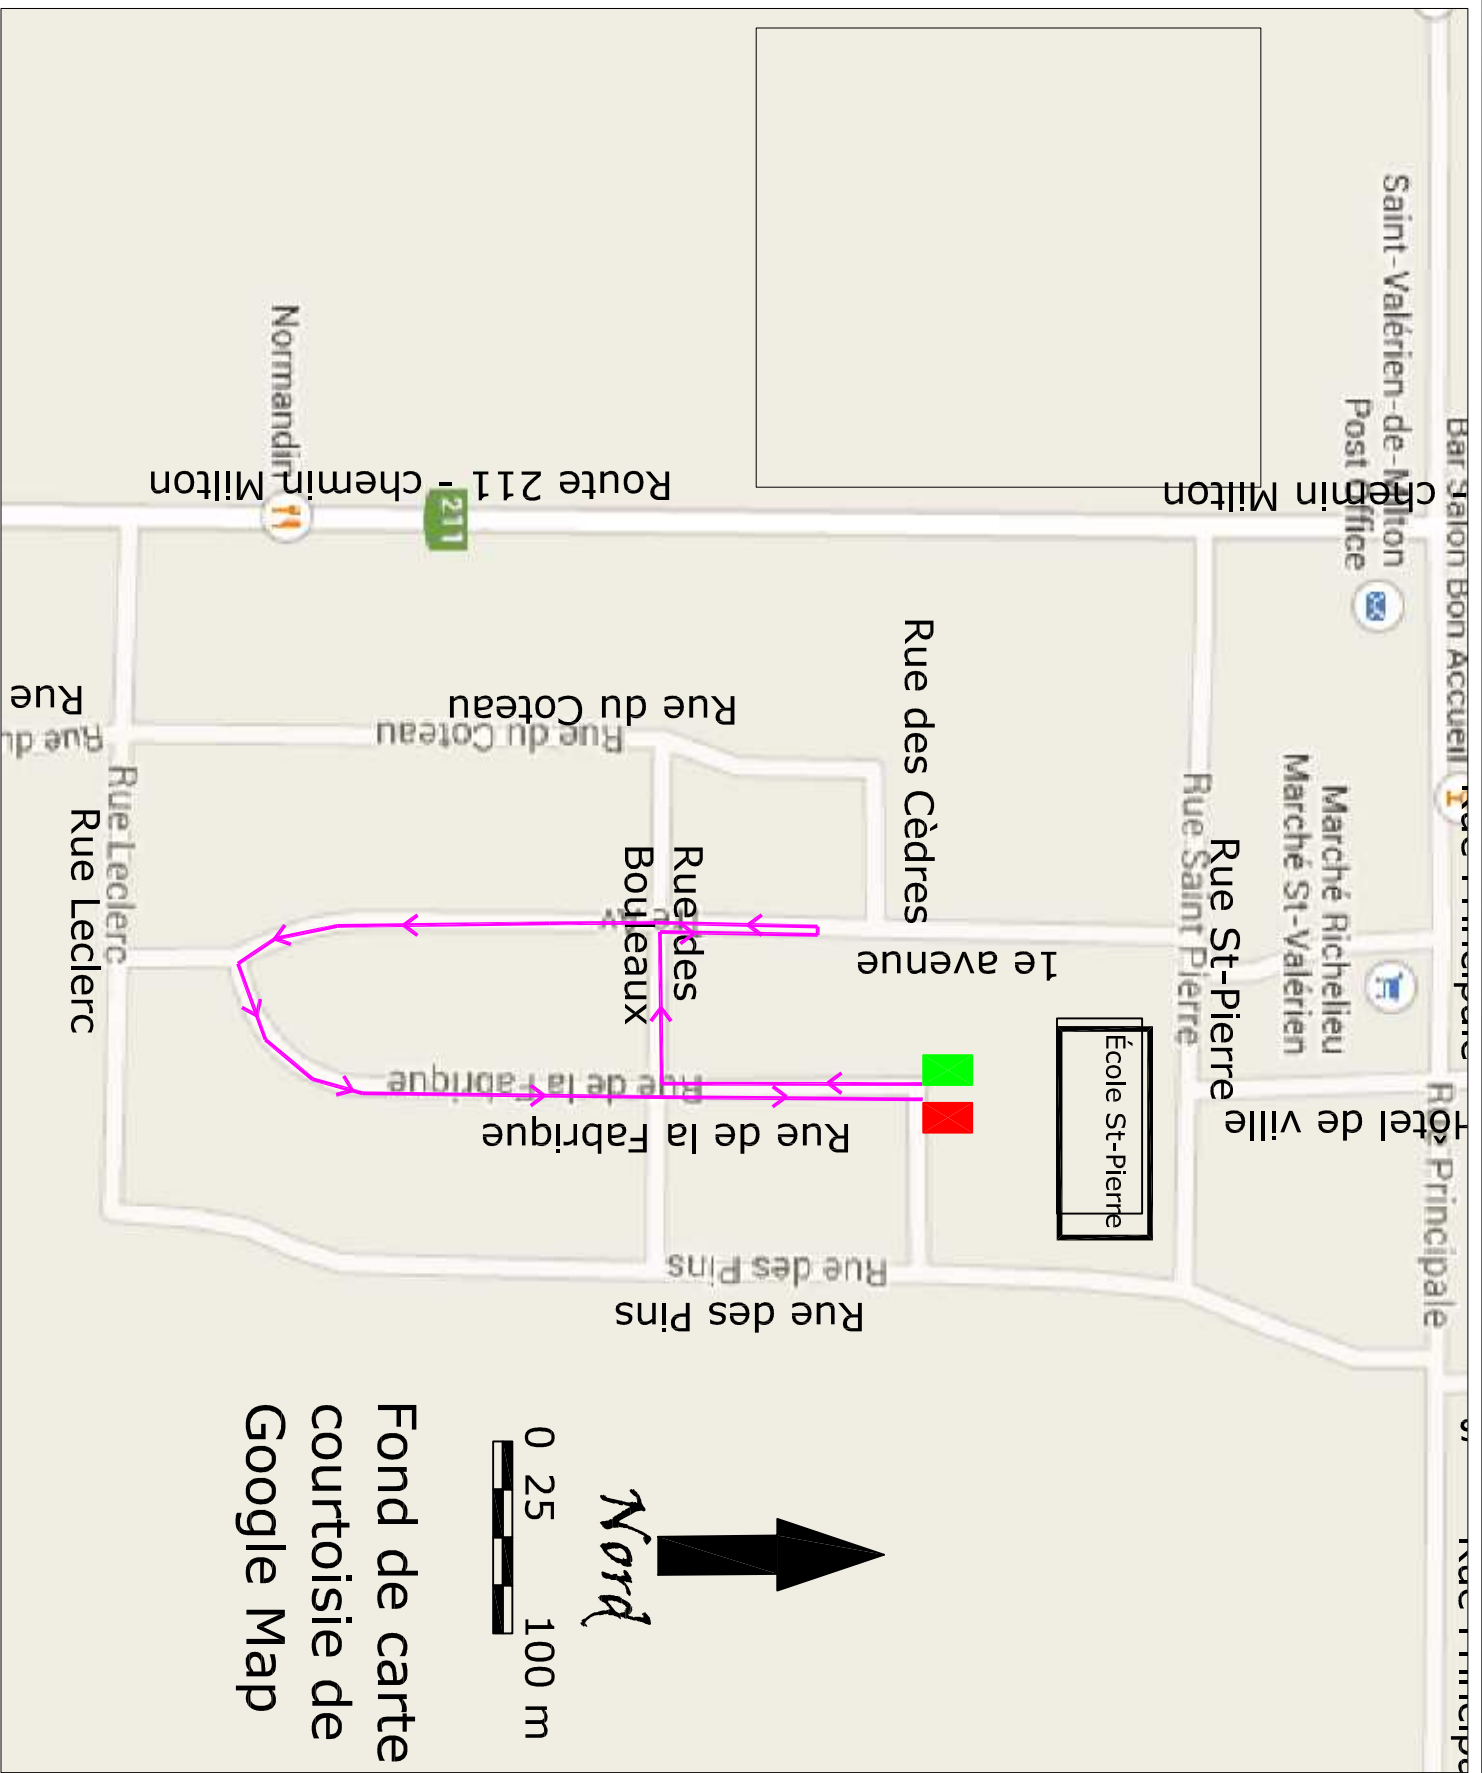 Saint-Valérien-de-Milton
Post Office
Bar Salon Bon Accueil
Normandin
Route 211 - chemin Milton
chemin Milton
211
Rue
Rue du
Rue du Coteau
Rue du Coteau
Rue des Cèdres
Rue Leclerc
Rue Leclerc
Rue des
Bouleaux
1e avenue
Rue Saint Pierre
Rue St-Pierre
Marché Richelieu
Marché St-Valérien
École St-Pierre
Rue de la Fabrique
Rue de la Fabrique
Hôtel de ville
Rue Principale
Rue Principale
Rue des Pins
Rue des Pins
Nord
0 25 100 m
Fond de carte
courtoisie de
Google Map